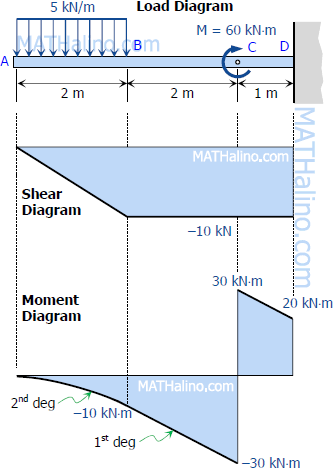 5 kN/m
Load Diagram
MATHalino.com
B
M = 60 kN·m
C
D
A
2 m
2 m
1 m
MATHalino.com
MATHalino.com
Shear
Diagram
−10 kN
30 kN·m
Moment
Diagram
20 kN·m
MATHalino.com
2nd deg
−10 kN·m
1st deg
−30 kN·m